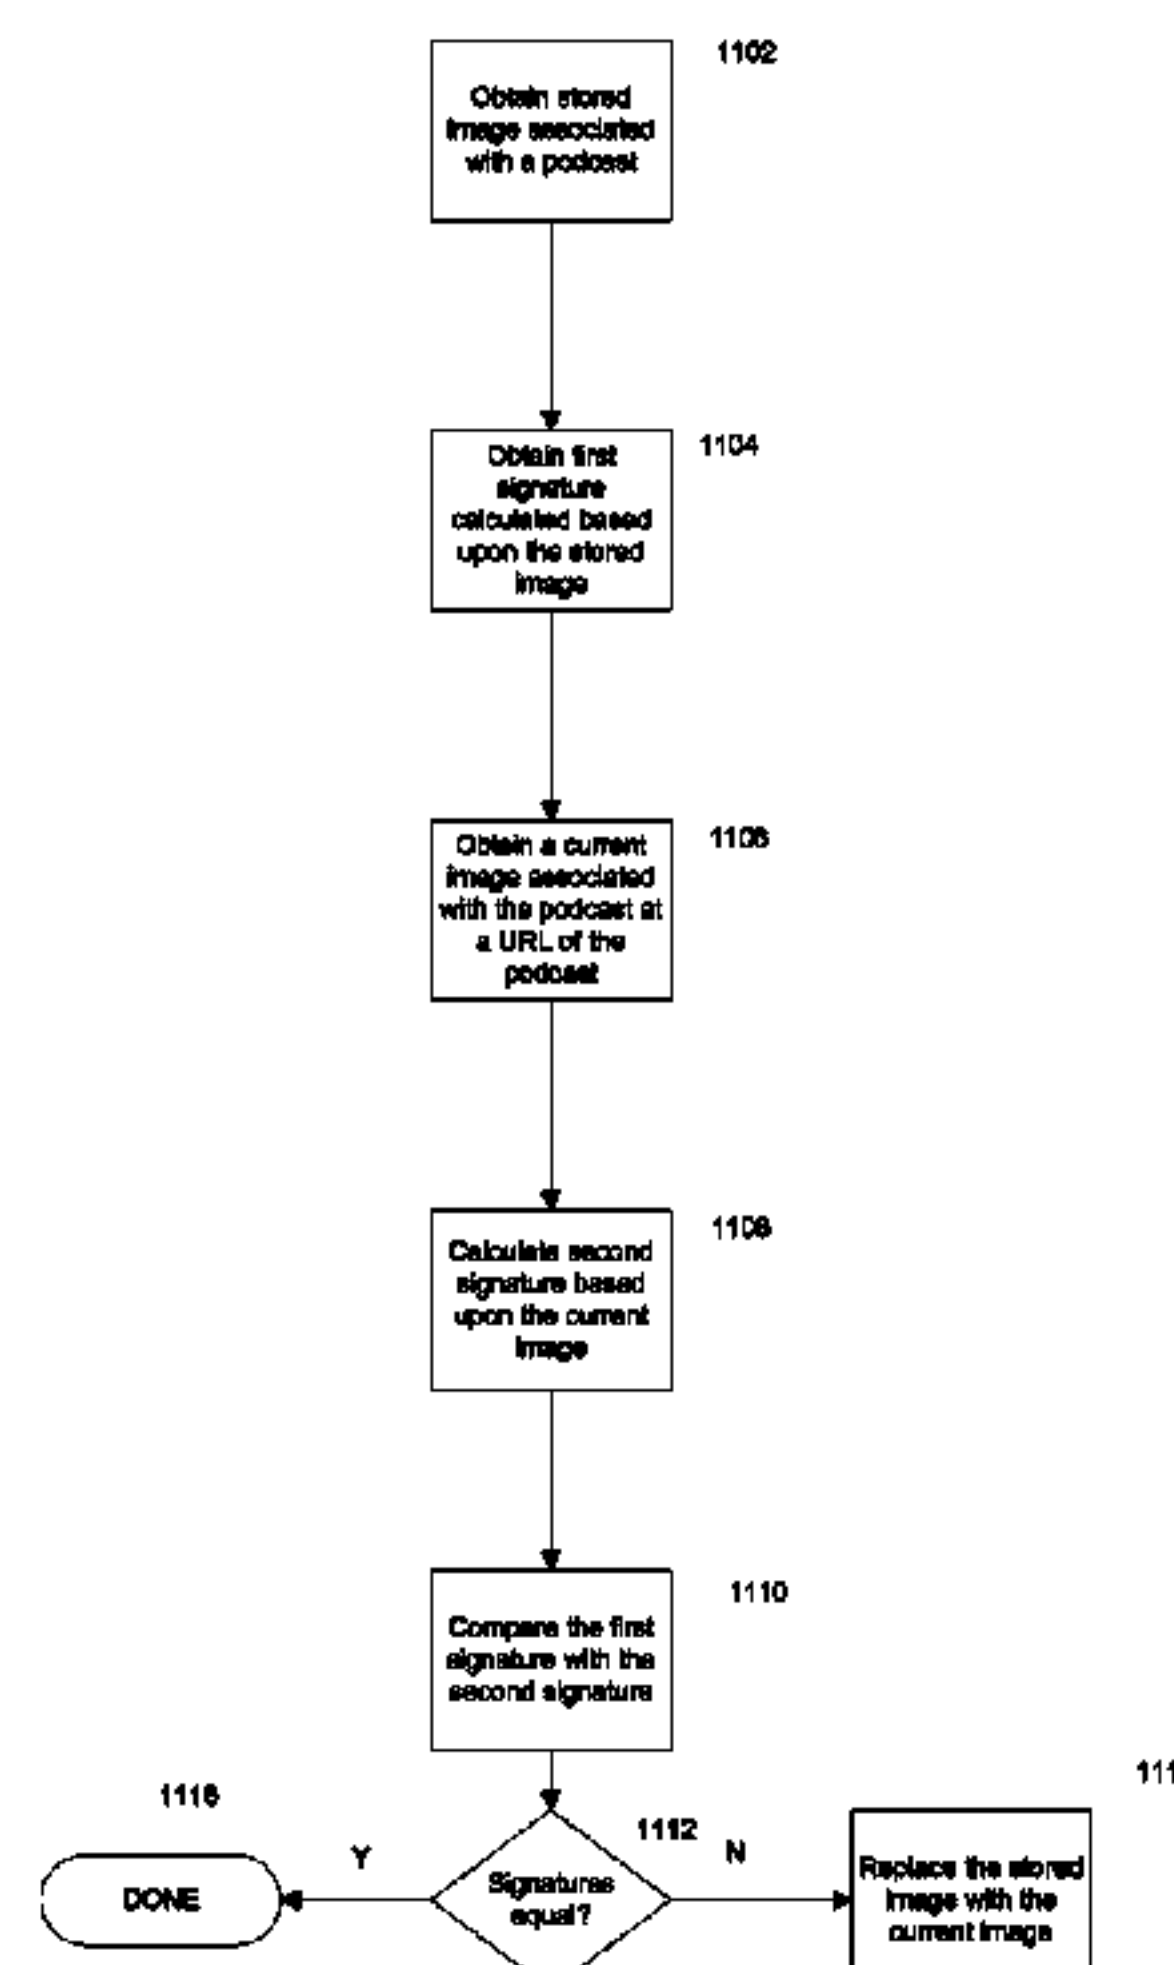 1102
Obtain stored
image associated
with a podcast
1104
Obtain first
signature
calculated based
upon the stored
image
1106
Obtain a current
image associated
with the podcast at
a URL of the
podcast
1108
Calculate second
signature based
upon the current
image
1110
Compare the first
signature with the
second signature
1112
Signatures
equal?
Y
DONE
N
Replace the stored
image with the
current image